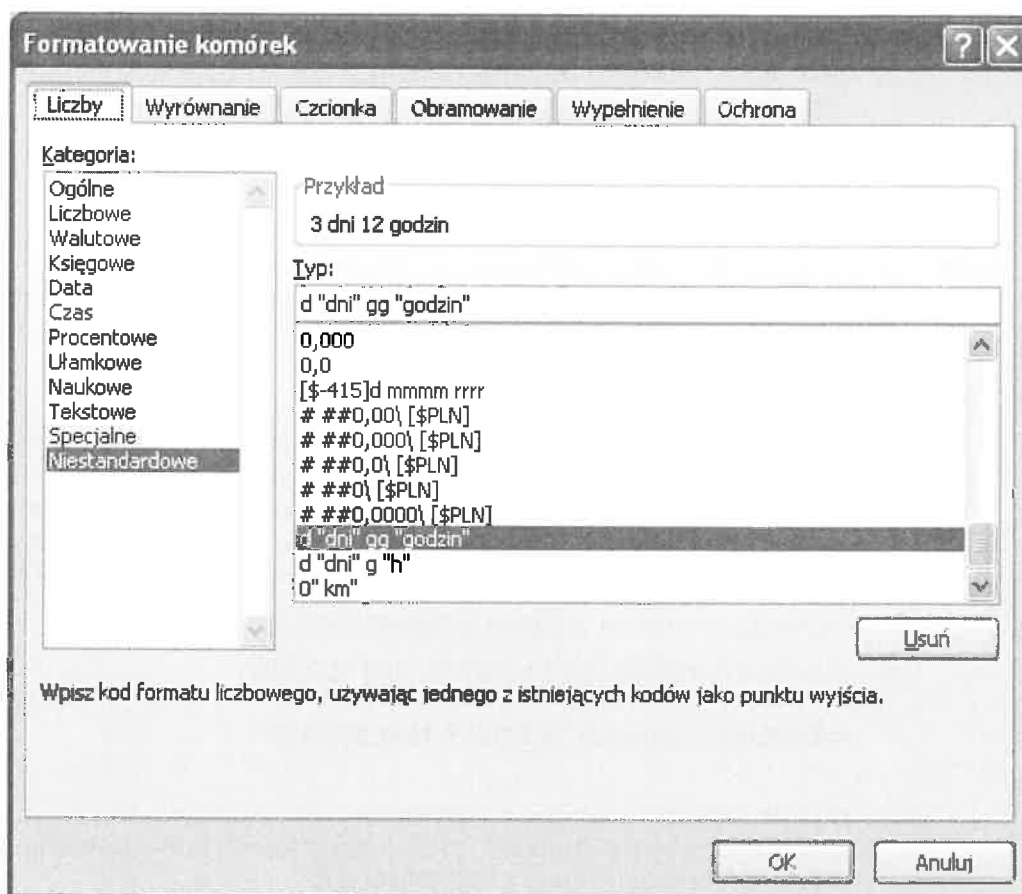 Formatowanie komórek
Liczby Wyrównanie Czcionka Obramowanie Wypełnienie Ochrona
Kategoria:
Ogólne
Liczbowe
Walutowe
Księgowe
Data
Czas
Procentowe
Ułamkowe
Naukowe
Tekstowe
Specjalne
Niestandardowe
Przykład
3 dni 12 godzin
Typ:
d "dni" gg "godzin"
0,000
0,0
[$-415]d mmmm rrrr
# ##0,00\ [$PLN]
# ##0,000\ [$PLN]
# ##0,0\ [$PLN]
# ##0\ [$PLN]
# ##0,0000\ [$PLN]
d "dni" gg "godzin"
d "dni" g "h"
0" km"
Usuń
Wpisz kod formatu liczbowego, używając jednego z istniejących kodów jako punktu wyjścia.
OK Anuluj